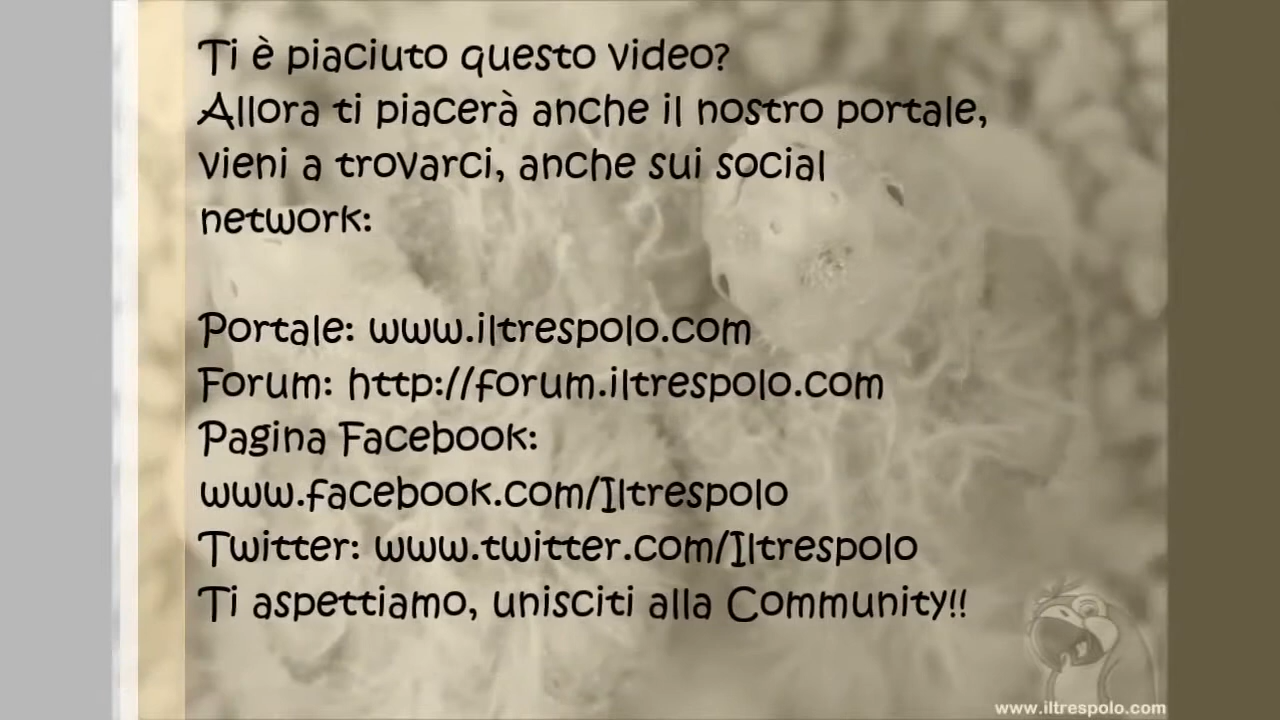 Ti è piaciuto questo video?
Allora ti piacerà anche il nostro portale,
vieni a trovarci, anche sui social
network:
Portale: www.iltrespolo.com
Forum: http://forum.iltrespolo.com
Pagina Facebook:
www.facebook.com/Iltrespolo
Twitter: www.twitter.com/Iltrespolo
Ti aspettiamo, unisciti alla Community!!
www.iltrespolo.com